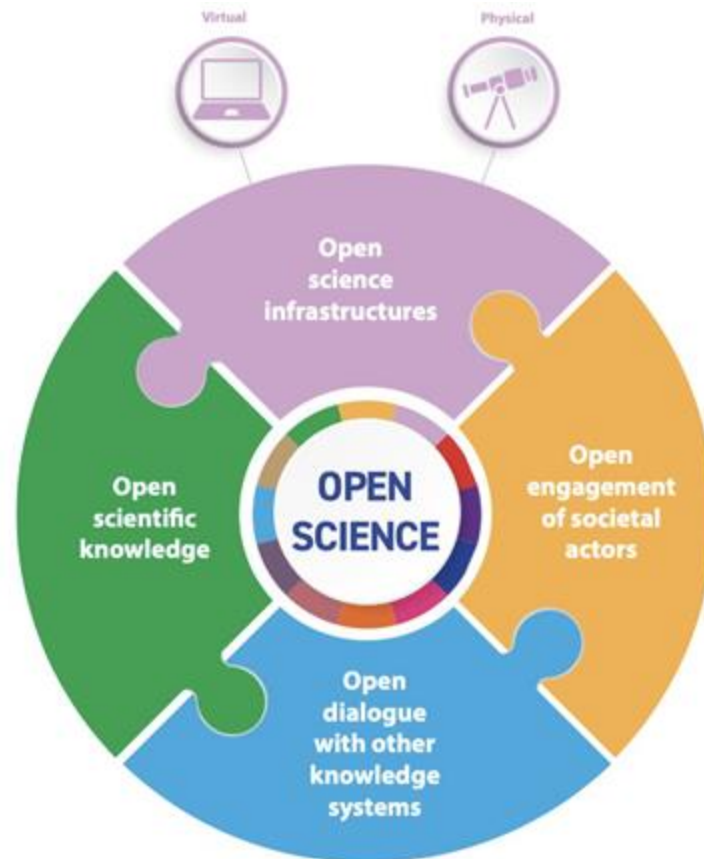 Virtual
Physical
Open
science
infrastructures
Open
scientific
knowledge
OPEN
SCIENCE
Open
engagement
of societal
actors
Open
dialogue
with other
knowledge
systems